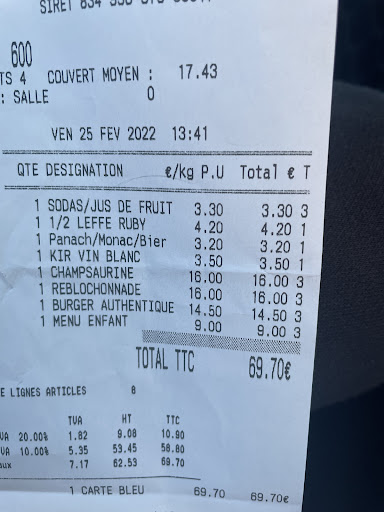 SIRET 834
600
TS 4 COUVERT MOYEN : 17.43
: SALLE 0
VEN 25 FEV 2022 13:41
QTE DESIGNATION €/kg P.U Total € T
1 SODAS/JUS DE FRUIT 3.30 3.30 3
1 1/2 LEFFE RUBY 4.20 4.20 1
1 Panach/Monac/Bier 3.20 3.20 1
1 KIR VIN BLANC 3.50 3.50 1
1 CHAMPSAURINE 16.00 16.00 3
1 REBLOCHONNADE 16.00 16.00 3
1 BURGER AUTHENTIQUE 14.50 14.50 3
1 MENU ENFANT 9.00 9.00 3
TOTAL TTC 69.70€
E LIGNES ARTICLES 8
TVA HT TTC
VA 20.00% 1.82 9.08 10.90
VA 10.00% 5.35 53.45 58.80
aux 7.17 62.53 69.70
1 CARTE BLEU 69.70 69.70€